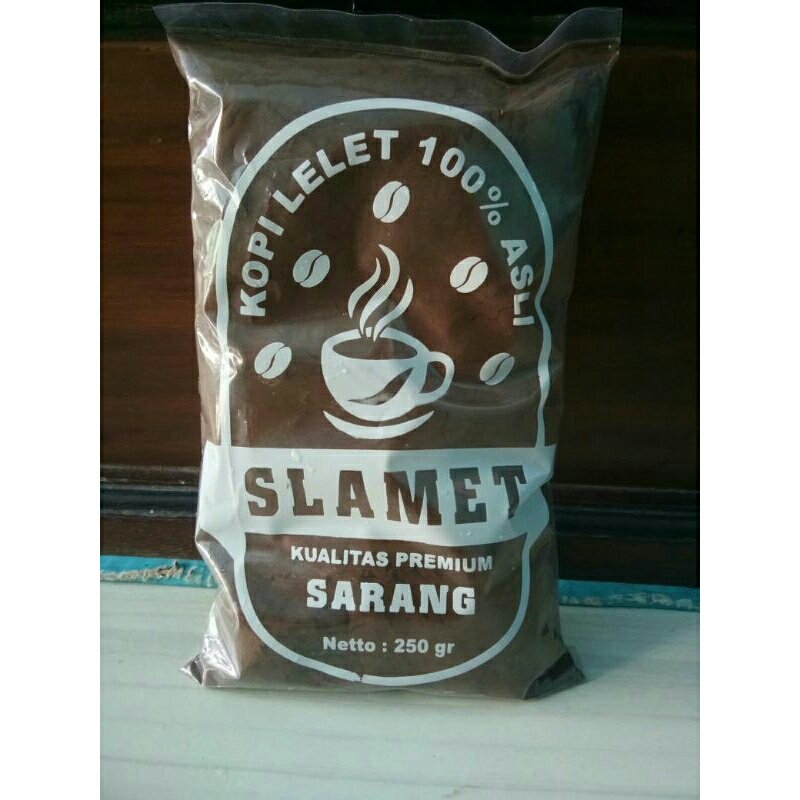 KOPI LELET 100% ASLI
SLAMET
KUALITAS PREMIUM
SARANG
Netto : 250 gr